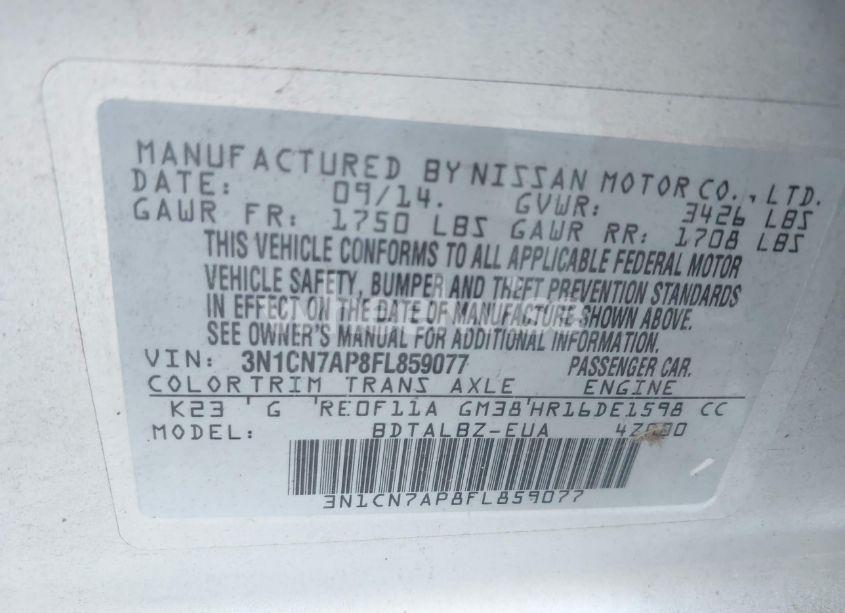 MANUFACTURED BY NISSAN MOTOR CO., LTD.
DATE: 09/14. GVWR: 3426 LBS
GAWR FR: 1750 LBS GAWR RR: 1708 LBS
THIS VEHICLE CONFORMS TO ALL APPLICABLE FEDERAL MOTOR
VEHICLE SAFETY, BUMPER AND THEFT PREVENTION STANDARDS
IN EFFECT ON THE DATE OF MANUFACTURE SHOWN ABOVE.
SEE OWNER'S MANUAL FOR ADDITIONAL INFORMATION.
VIN: 3N1CN7AP8FL859077 PASSENGER CAR.
COLOR TRIM TRANS AXLE ENGINE
K23 ' G 'RE0F11A GM38'HR16DE1598 CC
MODEL: BDTALBZ-EUA
3N1CN7AP8FL859077